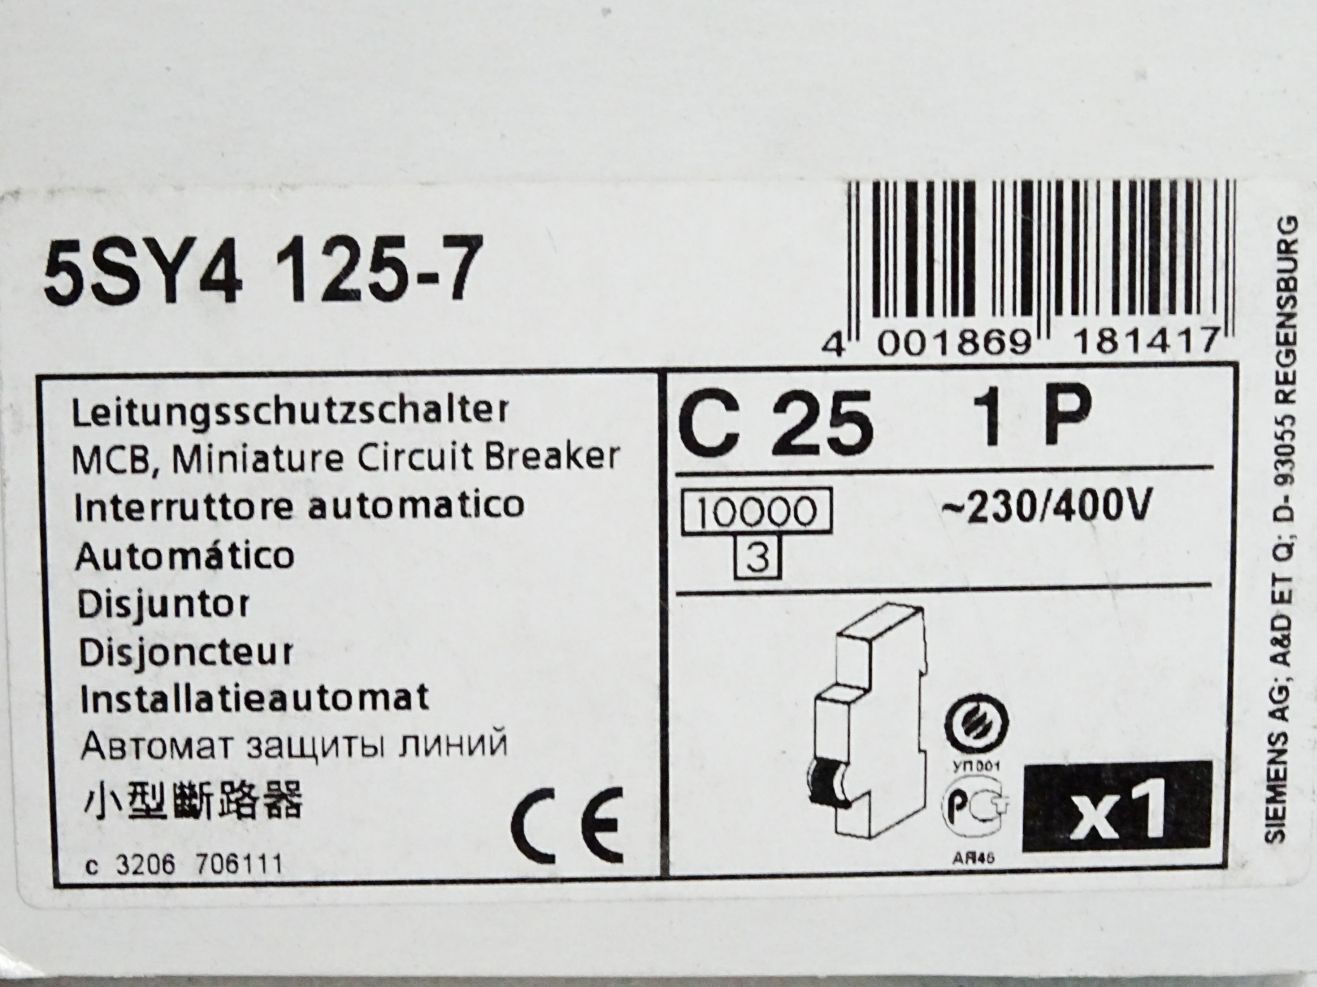 5SY4 125-7
4 001869 181417
Leitungsschutzschalter
MCB, Miniature Circuit Breaker
Interruttore automatico
Automático
Disjuntor
Disjoncteur
Installatieautomat
Автомат защиты линий
小型斷路器
c 3206 706111
CE
C 25 1 P
10000
3
~230/400V
УП001
РС
АЯ46
x1
SIEMENS AG; A&D ET Q; D- 93055 REGENSBURG